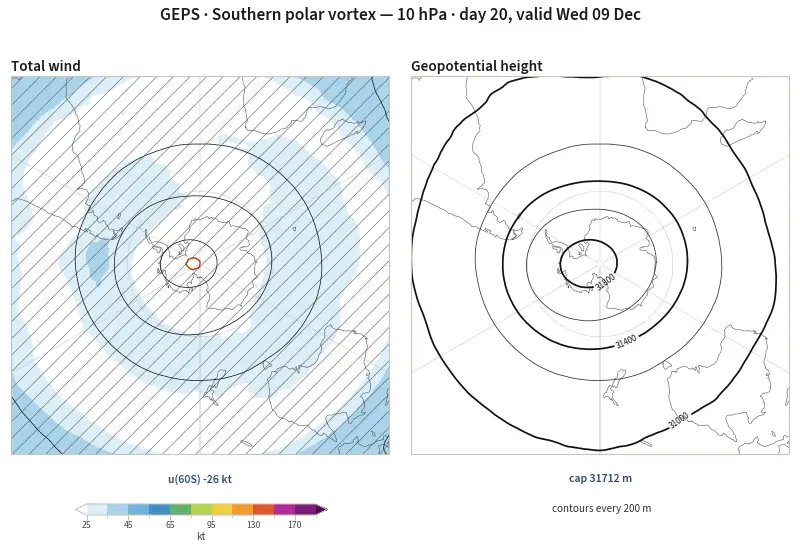 GEPS · Southern polar vortex — 10 hPa · day 20, valid Wed 09 Dec
Total wind
Geopotential height
31800
31400
31000
u(60S) -26 kt
cap 31712 m
contours every 200 m
25 45 65 95 130 170
kt